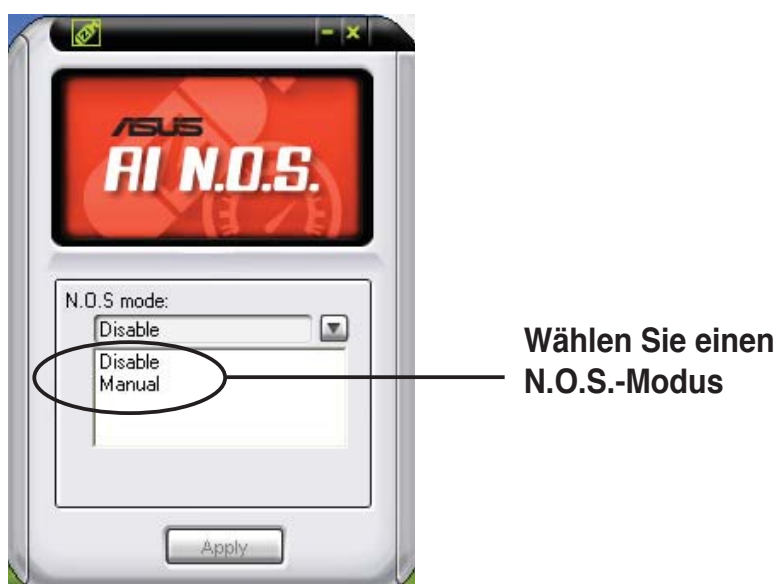 ASUS
AI N.O.S.
N.O.S mode:
Disable
Disable
Manual
Apply
Wählen Sie einen
N.O.S.-Modus